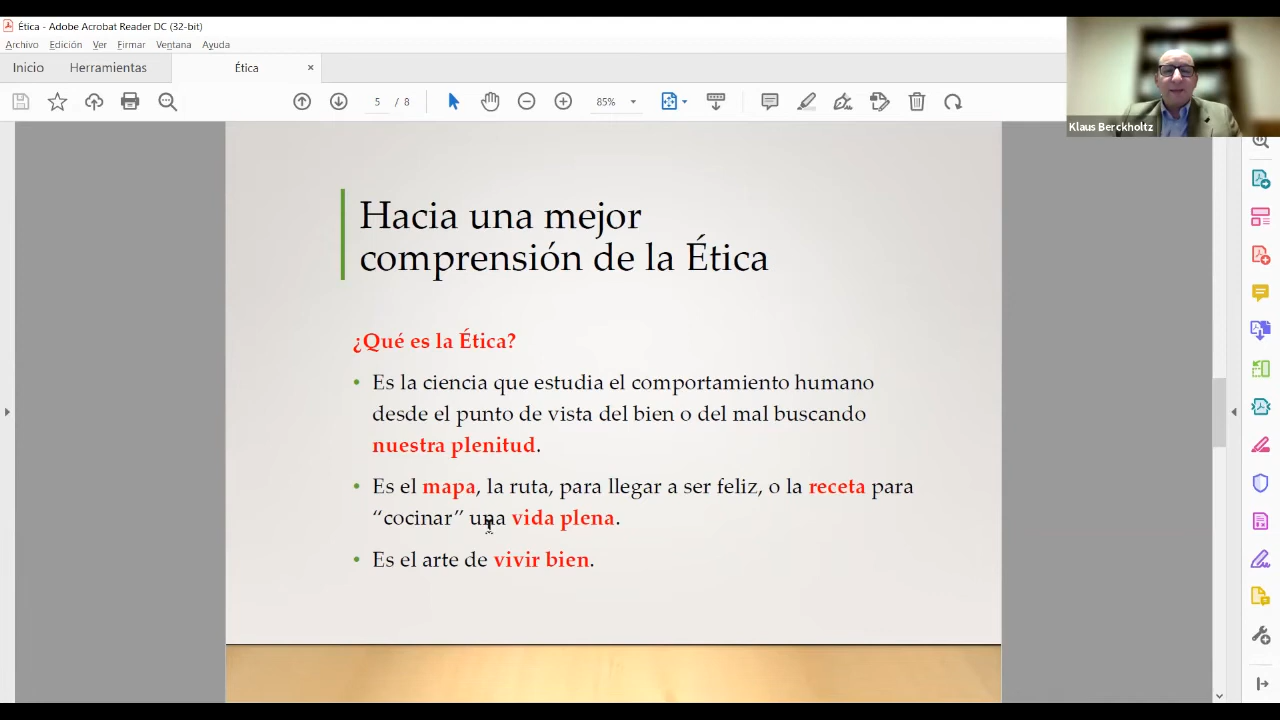 Ética - Adobe Acrobat Reader DC (32-bit)
Archivo Edición Ver Firmar Ventana Ayuda
Inicio Herramientas Ética ×
5 / 8 85%
Klaus Berckholtz
Hacia una mejor
comprensión de la Ética
¿Qué es la Ética?
• Es la ciencia que estudia el comportamiento humano
desde el punto de vista del bien o del mal buscando
nuestra plenitud.
• Es el mapa, la ruta, para llegar a ser feliz, o la receta para
“cocinar” una vida plena.
• Es el arte de vivir bien.